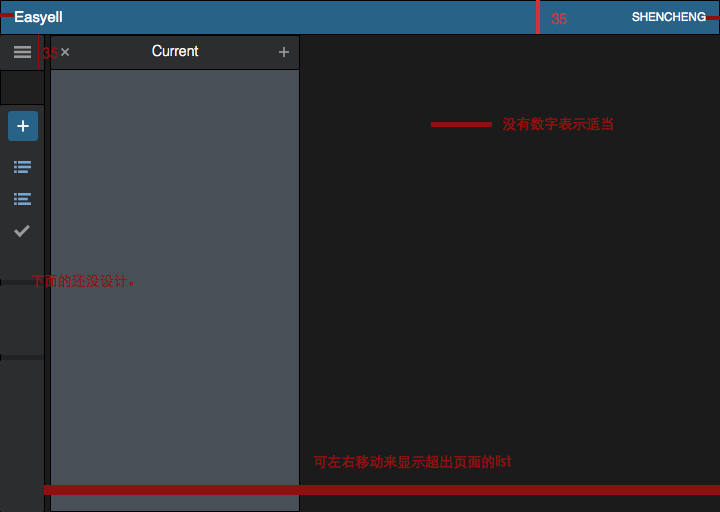 Easyell
35
SHENCHENG
35
Current
没有数字表示适当
下面的还没设计。
可左右移动来显示超出页面的list